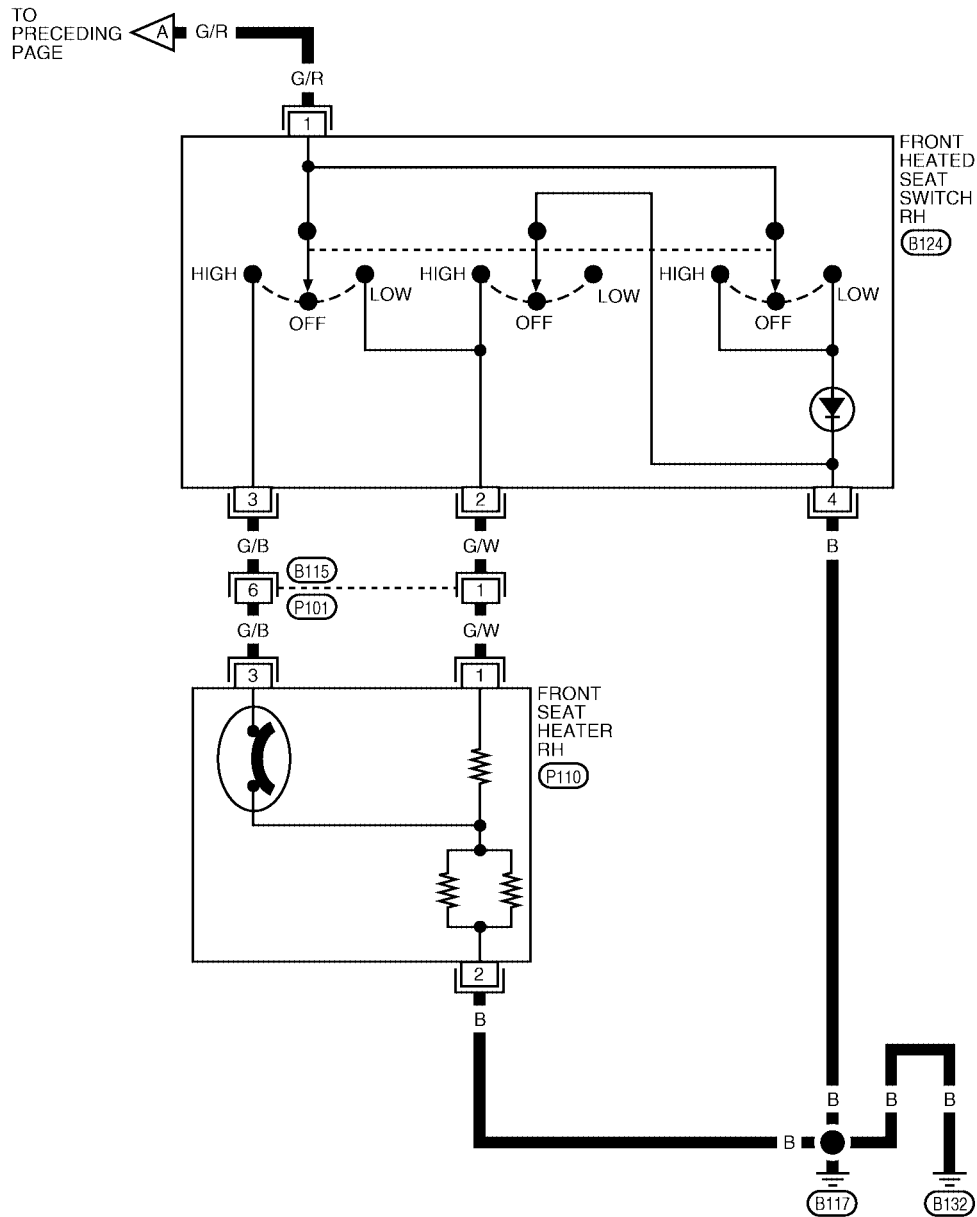 TO
PRECEDING
PAGE
A
G/R
G/R
1
FRONT
HEATED
SEAT
SWITCH
RH
B124
HIGH
OFF
LOW
HIGH
OFF
LOW
HIGH
OFF
LOW
3
2
4
G/B
G/W
B
B115
6
1
P101
G/B
G/W
3
1
FRONT
SEAT
HEATER
RH
P110
2
B
B
B
B
B
B117
B132